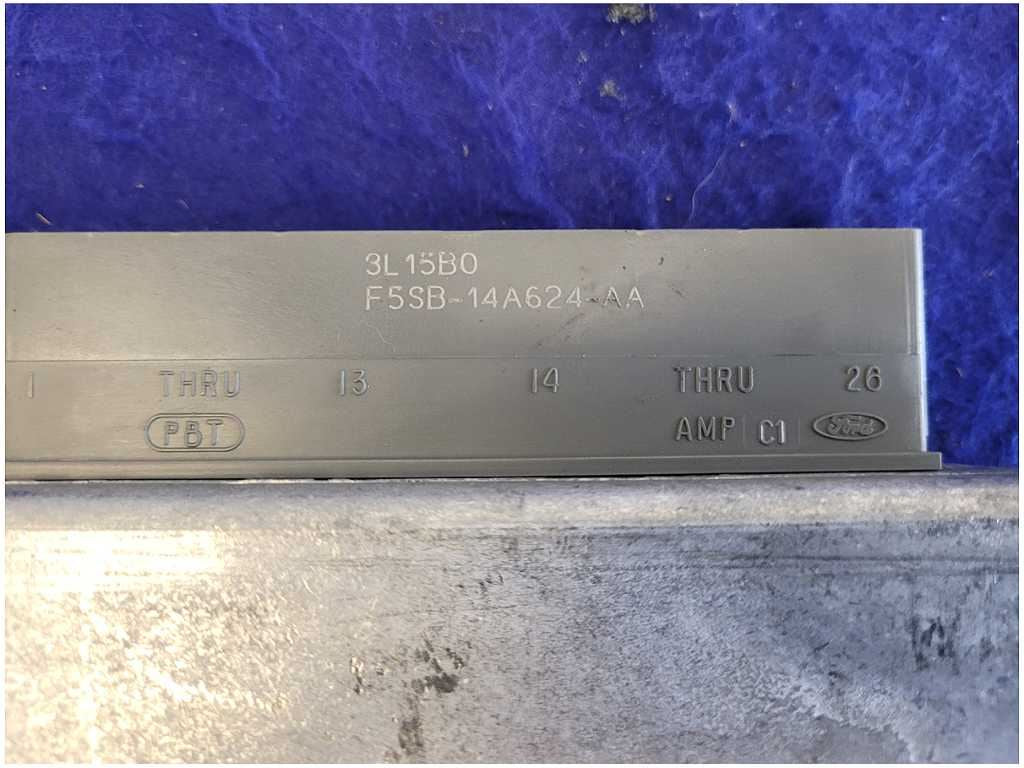 3L15B0
F5SB-14A624-AA
1 THRU 13 14 THRU 26
PBT AMP C1 Ford